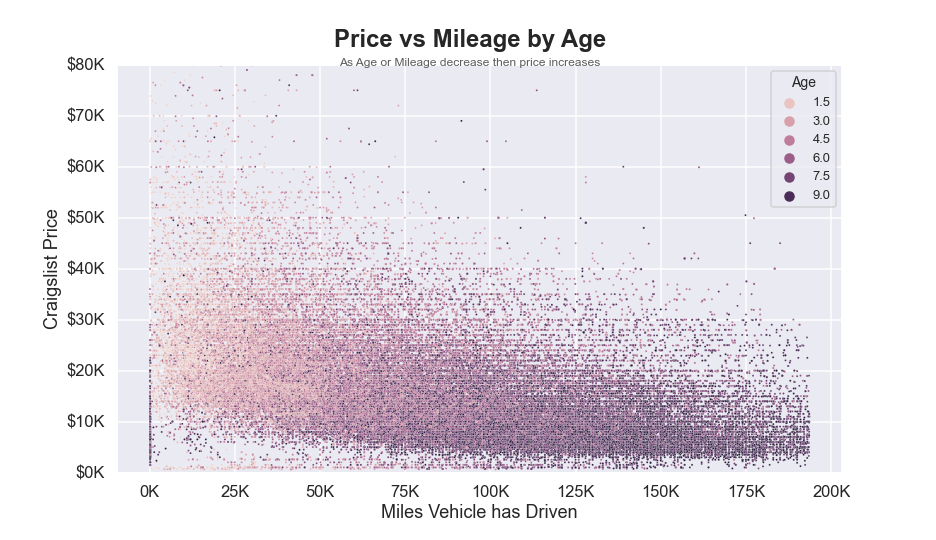 Price vs Mileage by Age
As Age or Mileage decrease then price increases
$80K
$70K
$60K
$50K
$40K
$30K
$20K
$10K
$0K
Craigslist Price
Age
1.5
3.0
4.5
6.0
7.5
9.0
0K 25K 50K 75K 100K 125K 150K 175K 200K
Miles Vehicle has Driven